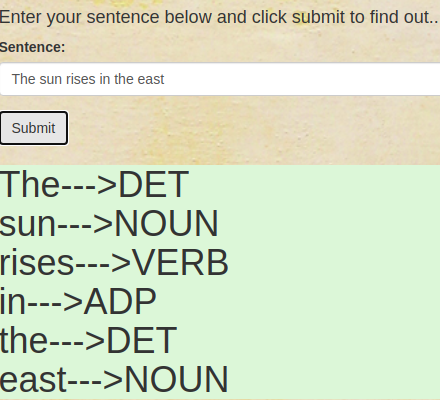 Enter your sentence below and click submit to find out..
Sentence:
The sun rises in the east
Submit
The--->DET
sun--->NOUN
rises--->VERB
in--->ADP
the--->DET
east--->NOUN